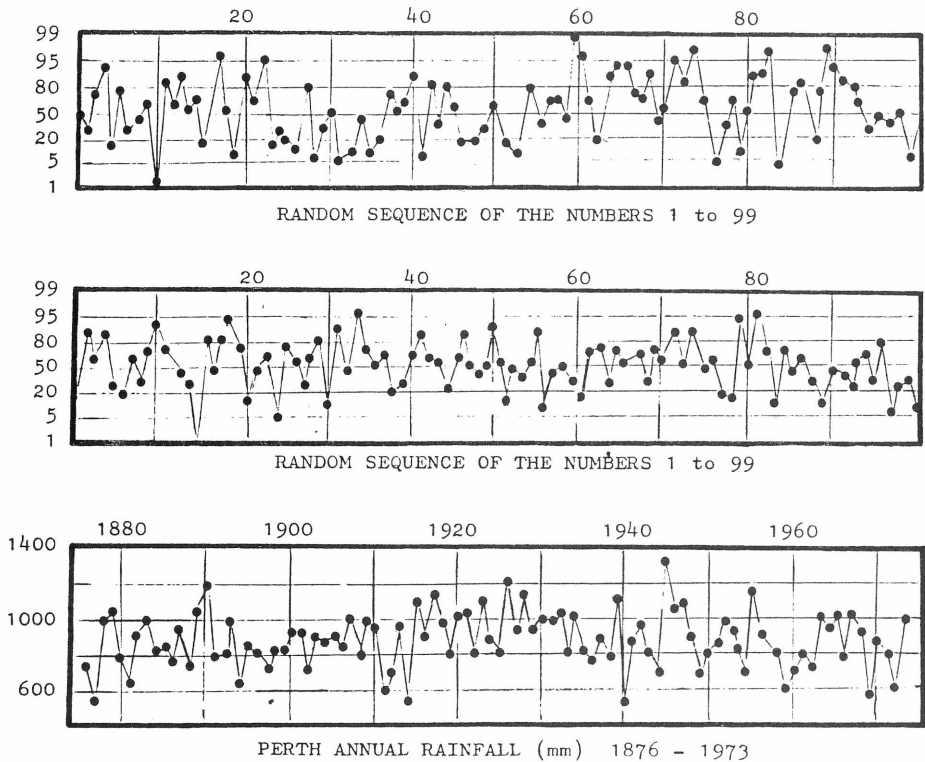 20 40 60 80
99
95
80
50
20
5
1
RANDOM SEQUENCE OF THE NUMBERS 1 to 99
20 40 60 80
99
95
80
50
20
5
1
RANDOM SEQUENCE OF THE NUMBERS 1 to 99
1880 1900 1920 1940 1960
1400
1000
600
PERTH ANNUAL RAINFALL (mm) 1876 - 1973